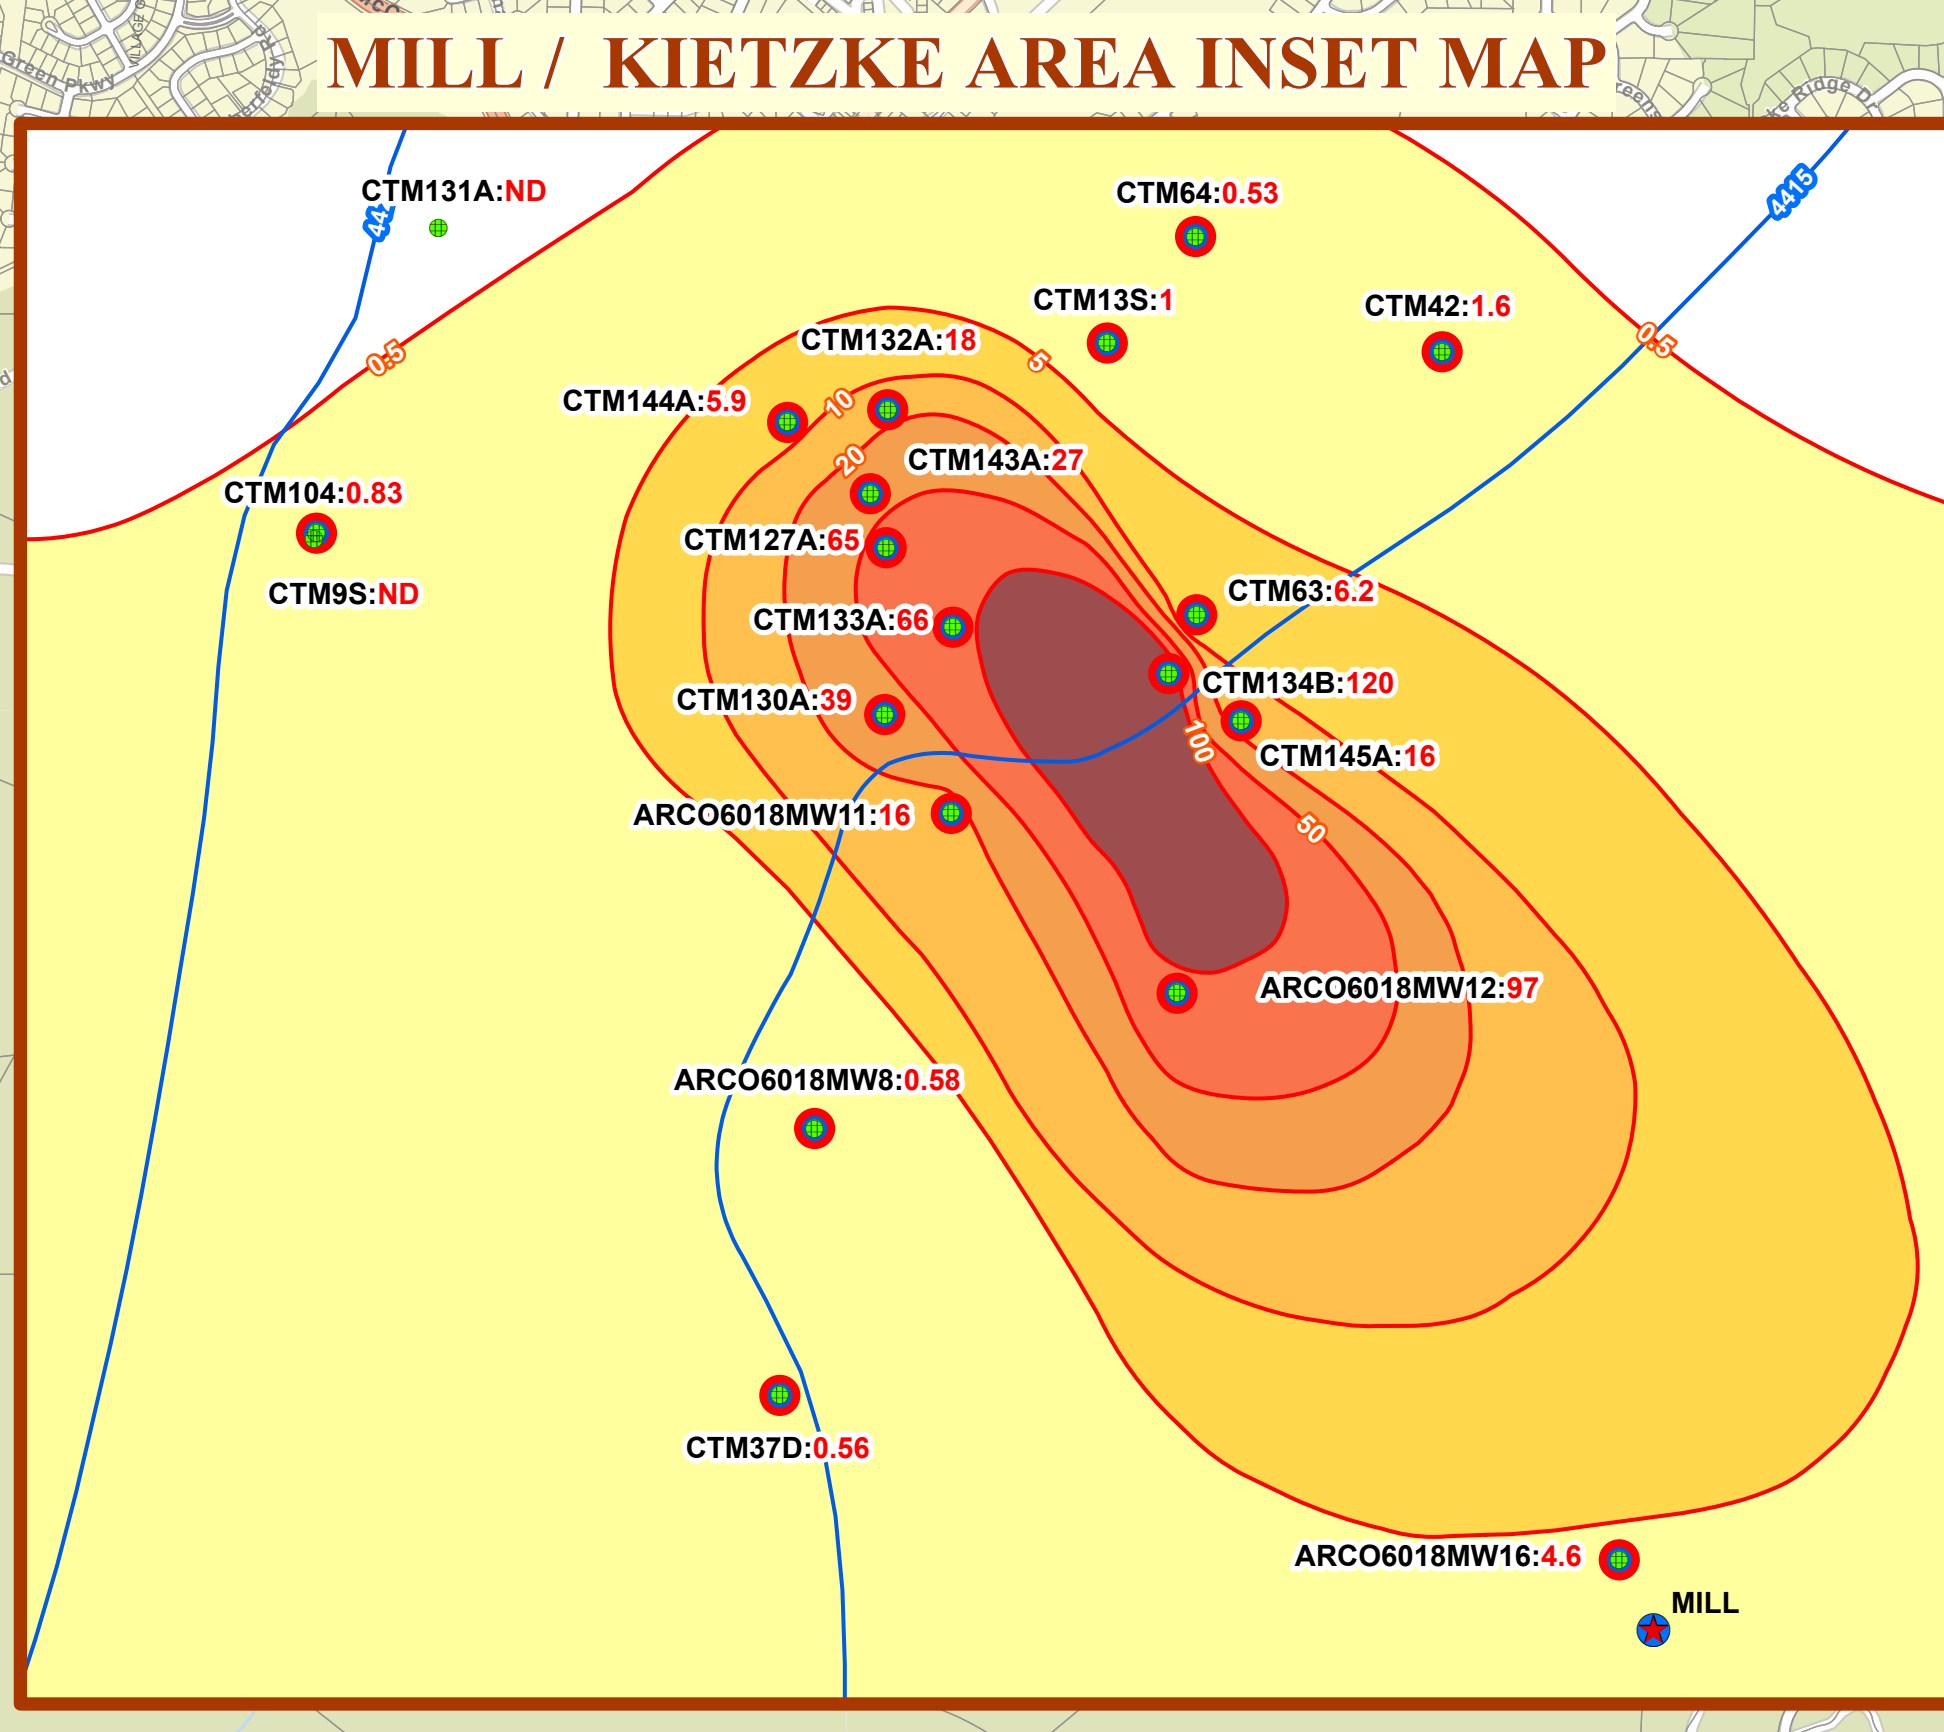 MILL / KIETZKE AREA INSET MAP
Green Pkwy
CTM131A:ND
44
CTM64:0.53
4415
CTM13S:1
CTM42:1.6
CTM132A:18
5
0.5
0.5
CTM144A:5.9
10
20
CTM143A:27
CTM104:0.83
CTM127A:65
CTM9S:ND
CTM63:6.2
CTM133A:66
CTM134B:120
CTM130A:39
100
CTM145A:16
ARCO6018MW11:16
50
ARCO6018MW12:97
ARCO6018MW8:0.58
CTM37D:0.56
ARCO6018MW16:4.6
MILL